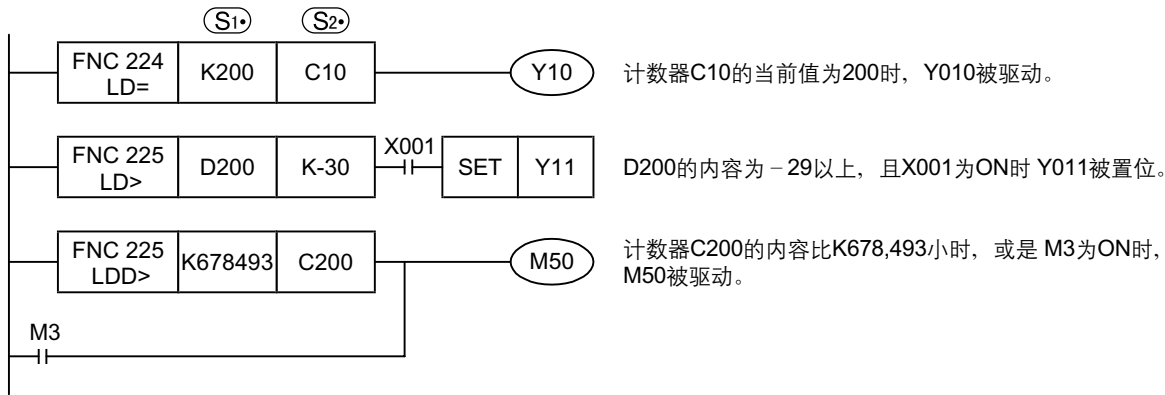 S1• S2•
FNC 224 K200 C10 Y10 计数器C10的当前值为200时，Y010被驱动。
LD=
X001
FNC 225 D200 K-30 SET Y11 D200的内容为－29以上，且X001为ON时 Y011被置位。
LD>
FNC 225 K678493 C200 M50 计数器C200的内容比K678,493小时，或是 M3为ON时，
LDD> M50被驱动。
M3